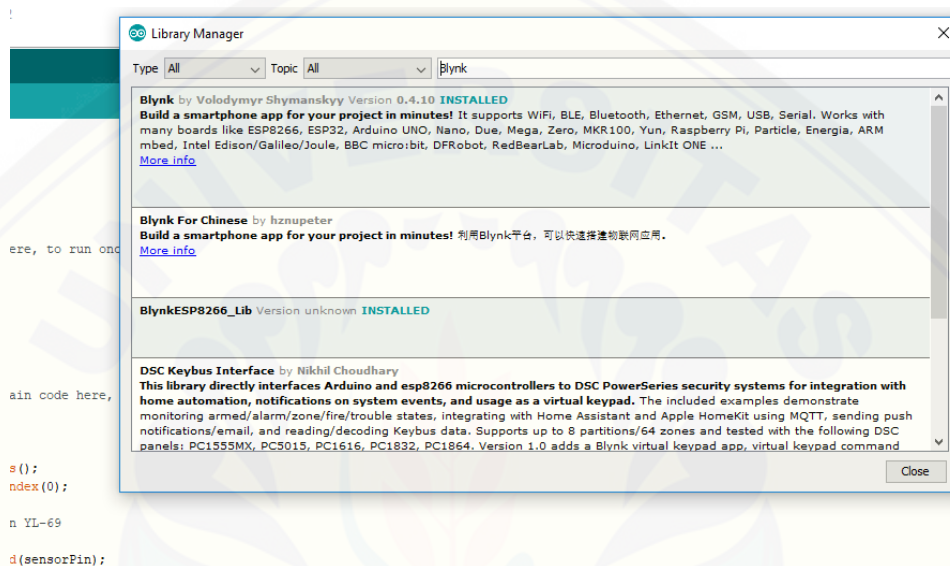 Library Manager
Type All Topic All Blynk
Blynk by Volodymyr Shymanskyy Version 0.4.10 INSTALLED
Build a smartphone app for your project in minutes! It supports WiFi, BLE, Bluetooth, Ethernet, GSM, USB, Serial. Works with
many boards like ESP8266, ESP32, Arduino UNO, Nano, Due, Mega, Zero, MKR100, Yun, Raspberry Pi, Particle, Energia, ARM
mbed, Intel Edison/Galileo/Joule, BBC micro:bit, DFRobot, RedBearLab, Microduino, LinkIt ONE ...
More info
Blynk For Chinese by hznupeter
Build a smartphone app for your project in minutes! 利用Blynk平台，可以快速搭建物联网应用。
More info
BlynkESP8266_Lib Version unknown INSTALLED
DSC Keybus Interface by Nikhil Choudhary
This library directly interfaces Arduino and esp8266 microcontrollers to DSC PowerSeries security systems for integration with
home automation, notifications on system events, and usage as a virtual keypad. The included examples demonstrate
monitoring armed/alarm/zone/fire/trouble states, integrating with Home Assistant and Apple HomeKit using MQTT, sending push
notifications/email, and reading/decoding Keybus data. Supports up to 8 partitions/64 zones and tested with the following DSC
panels: PC1555MX, PC5015, PC1616, PC1832, PC1864. Version 1.0 adds a Blynk virtual keypad app, virtual keypad command
Close
ere, to run onc
ain code here,
s();
ndex(0);
n YL-69
d(sensorPin);
UNIVERSITAS